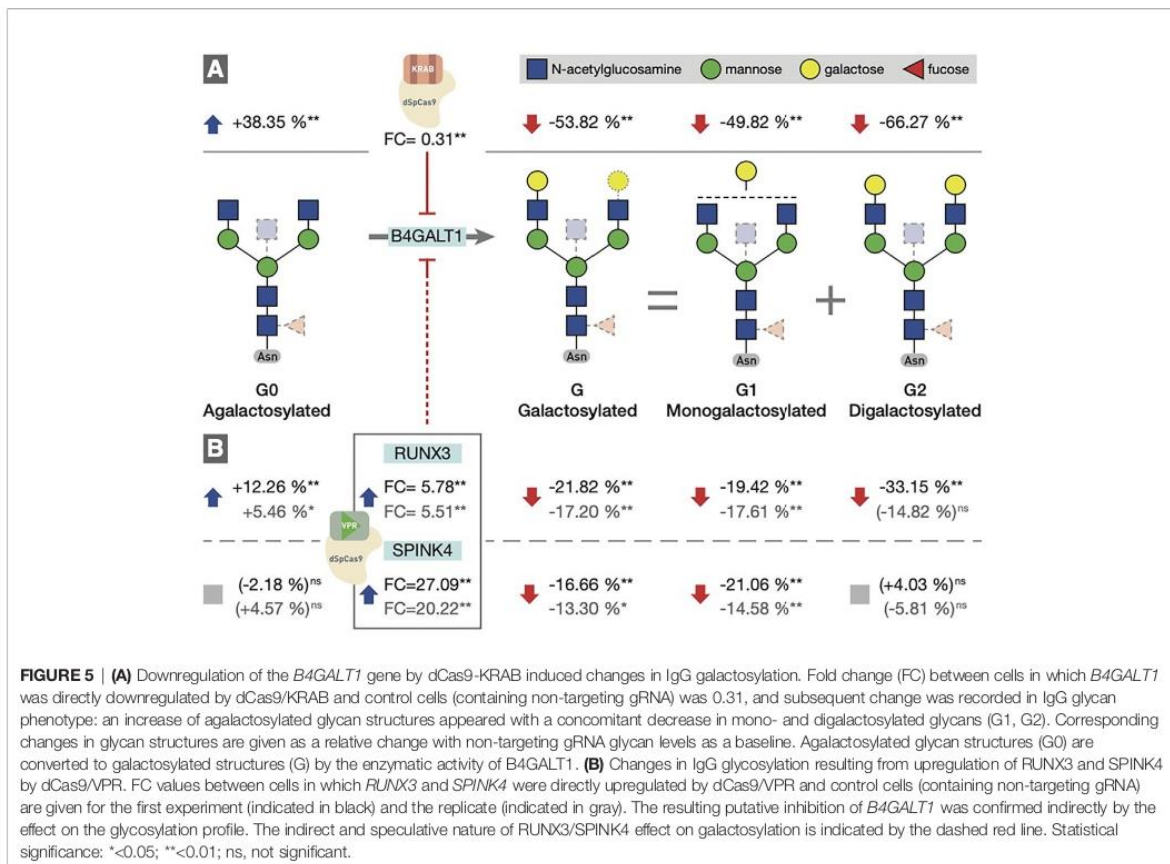 A
KRAB
dSpCas9
FC= 0.31**
N-acetylglucosamine mannose galactose fucose
+38.35 %** -53.82 %** -49.82 %** -66.27 %**
B4GALT1
Asn Asn Asn Asn
G0 G G1 G2
Agalactosylated Galactosylated Monogalactosylated Digalactosylated
B
RUNX3
+12.26 %** FC= 5.78** -21.82 %** -19.42 %** -33.15 %**
+5.46 %* FC= 5.51** -17.20 %** -17.61 %** (-14.82 %)ns
VPR
dSpCas9
SPINK4
(-2.18 %)ns FC=27.09** -16.66 %** -21.06 %** (+4.03 %)ns
(+4.57 %)ns FC=20.22** -13.30 %* -14.58 %** (-5.81 %)ns
FIGURE 5 | (A) Downregulation of the B4GALT1 gene by dCas9-KRAB induced changes in IgG galactosylation. Fold change (FC) between cells in which B4GALT1
was directly downregulated by dCas9/KRAB and control cells (containing non-targeting gRNA) was 0.31, and subsequent change was recorded in IgG glycan
phenotype: an increase of agalactosylated glycan structures appeared with a concomitant decrease in mono- and digalactosylated glycans (G1, G2). Corresponding
changes in glycan structures are given as a relative change with non-targeting gRNA glycan levels as a baseline. Agalactosylated glycan structures (G0) are
converted to galactosylated structures (G) by the enzymatic activity of B4GALT1. (B) Changes in IgG glycosylation resulting from upregulation of RUNX3 and SPINK4
by dCas9/VPR. FC values between cells in which RUNX3 and SPINK4 were directly upregulated by dCas9/VPR and control cells (containing non-targeting gRNA)
are given for the first experiment (indicated in black) and the replicate (indicated in gray). The resulting putative inhibition of B4GALT1 was confirmed indirectly by the
effect on the glycosylation profile. The indirect and speculative nature of RUNX3/SPINK4 effect on galactosylation is indicated by the dashed red line. Statistical
significance: *<0.05; **<0.01; ns, not significant.